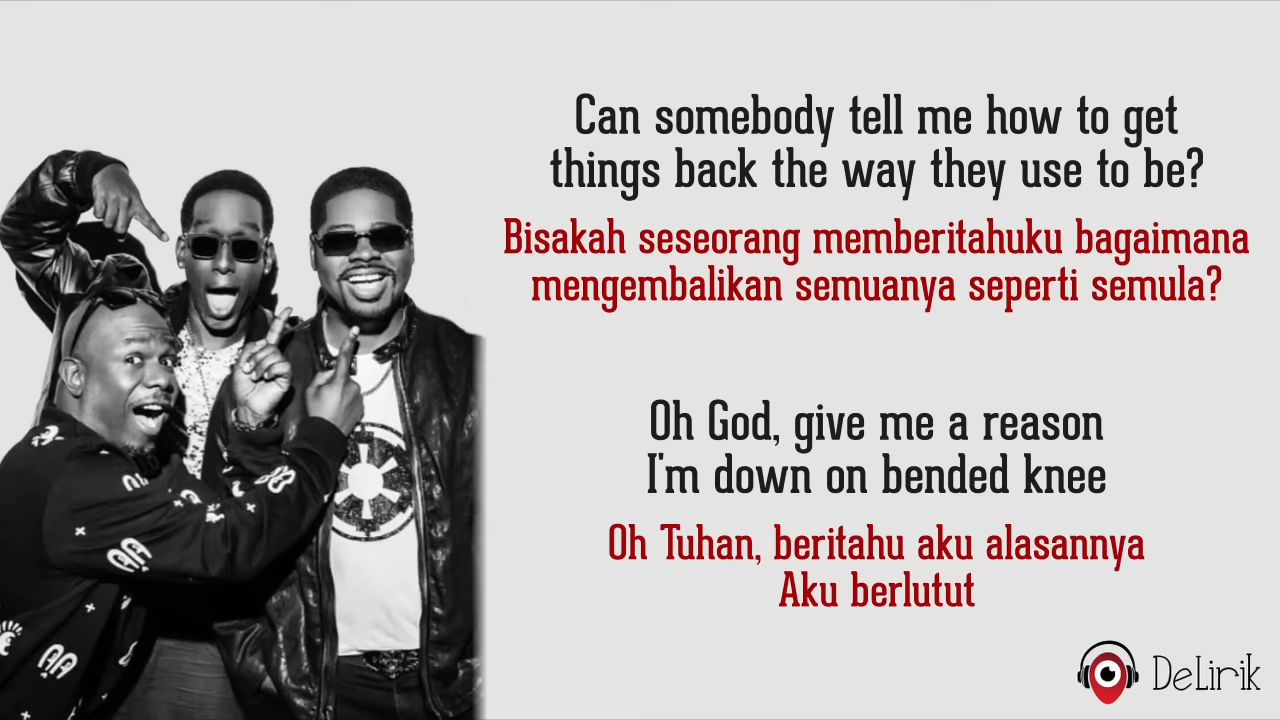 Can somebody tell me how to get
things back the way they use to be?
Bisakah seseorang memberitahuku bagaimana
mengembalikan semuanya seperti semula?
Oh God, give me a reason
I'm down on bended knee
Oh Tuhan, beritahu aku alasannya
Aku berlutut
DeLirik